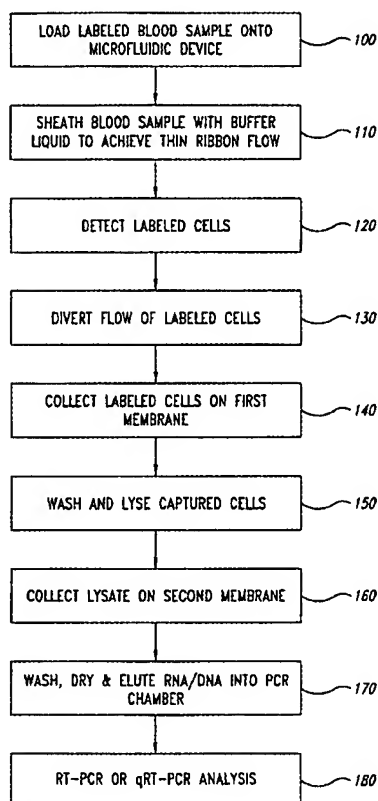 LOAD LABELED BLOOD SAMPLE ONTO
MICROFLUIDIC DEVICE
100
SHEATH BLOOD SAMPLE WITH BUFFER
LIQUID TO ACHIEVE THIN RIBBON FLOW
110
DETECT LABELED CELLS
120
DIVERT FLOW OF LABELED CELLS
130
COLLECT LABELED CELLS ON FIRST
MEMBRANE
140
WASH AND LYSE CAPTURED CELLS
150
COLLECT LYSATE ON SECOND MEMBRANE
160
WASH, DRY & ELUTE RNA/DNA INTO PCR
CHAMBER
170
RT-PCR OR qRT-PCR ANALYSIS
180